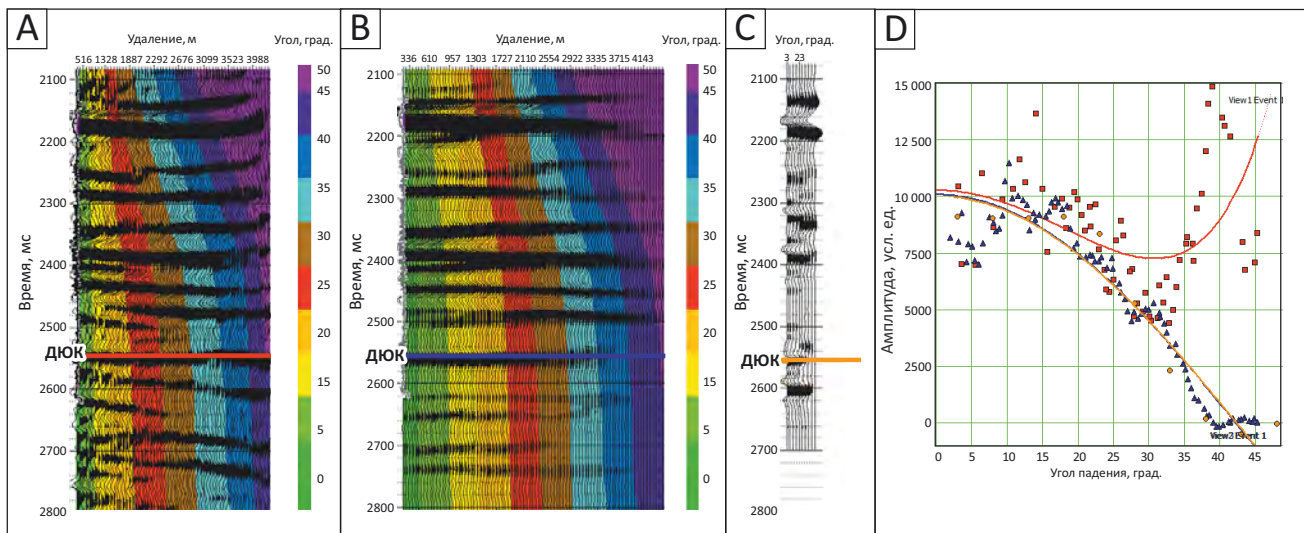 A
Удаление, м
Угол, град.
516 1328 1887 2292 2676 3099 3523 3988
Время, мс
2100
2200
2300
2400
2500
2600
2700
2800
ДЮК
50
45
40
35
30
20
15
5
0
B
Удаление, м
Угол, град.
336 610 957 1303 1727 2110 2554 2922 3335 3715 4143
Время, мс
2100
2200
2300
2400
2500
2600
2700
2800
ДЮК
50
45
40
35
30
20
15
5
0
C
Угол, град.
3 23
Время, мс
2100
2200
2300
2400
2500
2600
2700
2800
ДЮК
D
Амплитуда, усл. ед.
15 000
12 500
10 000
7500
5000
2500
0
View1 Event 1
0 5 10 15 20 25 30 35 40 45
Угол падения, град.